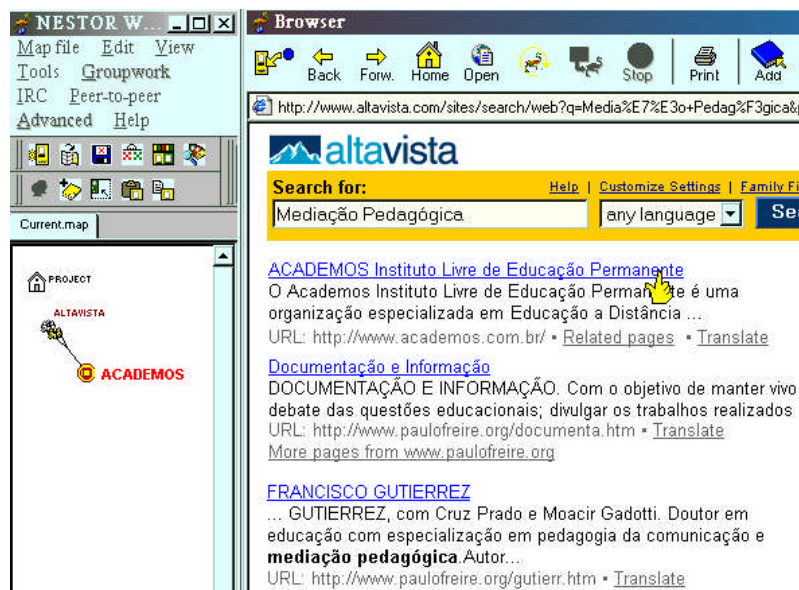 NESTOR W...
Map file Edit View
Tools Groupwork
IRC Peer-to-peer
Advanced Help
Current.map
PROJECT
ALTAVISTA
ACADEMOS
Browser
Back Forw. Home Open Stop Print Add
http://www.altavista.com/sites/search/web?q=Media%E7%E3o+Pedag%F3gica&
altavista
Search for: Help | Customize Settings | Family Fi
Mediação Pedagógica any language Sea
ACADEMOS Instituto Livre de Educação Permanente
O Academos Instituto Livre de Educação Permanente é uma
organização especializada em Educação a Distância ...
URL: http://www.academos.com.br/ • Related pages • Translate
Documentação e Informação
DOCUMENTAÇÃO E INFORMAÇÃO. Com o objetivo de manter vivo
debate das questões educacionais; divulgar os trabalhos realizados
URL: http://www.paulofreire.org/documenta.htm • Translate
More pages from www.paulofreire.org
FRANCISCO GUTIERREZ
... GUTIERREZ, com Cruz Prado e Moacir Gadotti. Doutor em
educação com especialização em pedagogia da comunicação e
mediação pedagógica.Autor...
URL: http://www.paulofreire.org/gutierr.htm • Translate